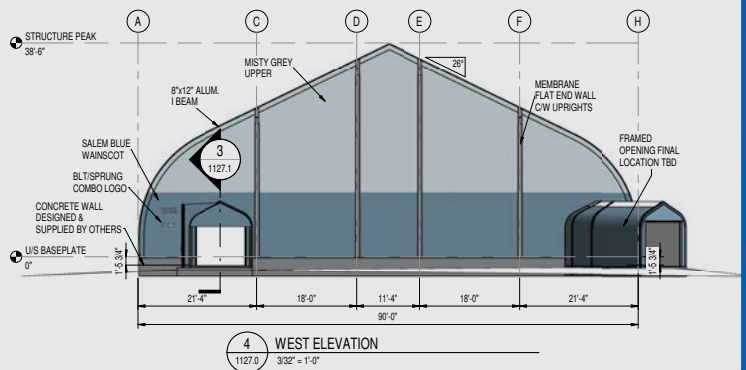 A
C
D
E
F
H
STRUCTURE PEAK
38'-6"
MISTY GREY
UPPER
26°
8"x12" ALUM.
I BEAM
MEMBRANE
FLAT END WALL
C/W UPRIGHTS
3
1127.1
SALEM BLUE
WAINSCOT
FRAMED
OPENING FINAL
LOCATION TBD
BLT/SPRUNG
COMBO LOGO
CONCRETE WALL
DESIGNED &
SUPPLIED BY OTHERS
U/S BASEPLATE
0"
1'-5 3/4"
1'-5 3/4"
21'-4"
18'-0"
11'-4"
18'-0"
21'-4"
90'-0"
4
1127.0
WEST ELEVATION
3/32" = 1'-0"